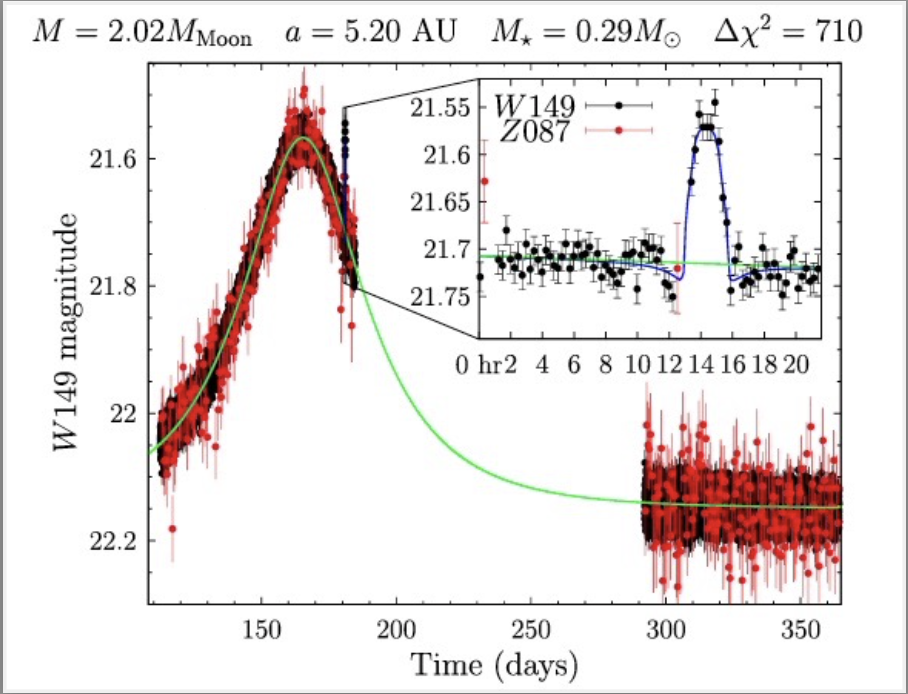 M = 2.02M_Moon a = 5.20 AU M⋆ = 0.29M⊙ Δχ² = 710
21.6
21.8
22
22.2
W149 magnitude
150 200 250 300 350
Time (days)
W149
Z087
21.55
21.6
21.65
21.7
21.75
0 hr2 4 6 8 10 12 14 16 18 20